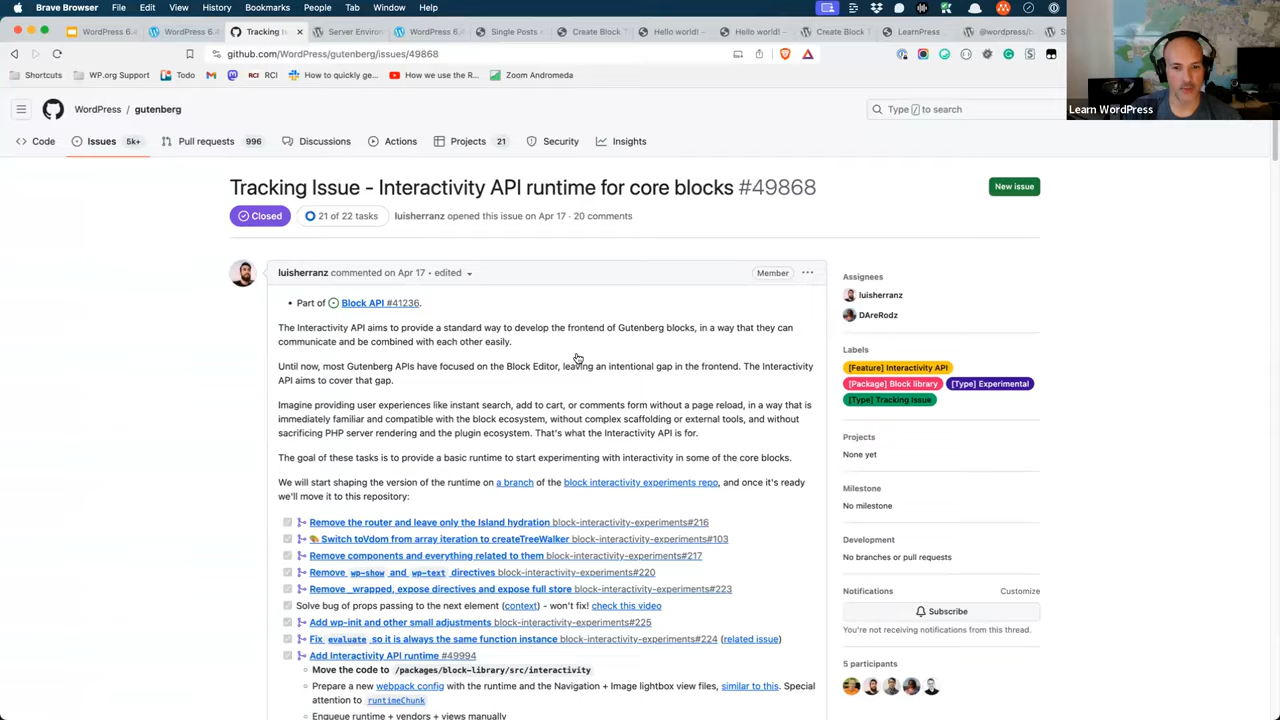 Brave Browser File Edit View History Bookmarks Profiles Tab Window Help
WordPress 6.4
WordPress 6.
Tracking I
Server Environ
WordPress 6.
Single Posts
Create Block T
Hello world! –
Hello world! –
Create Block T
LearnPress
@wordpress/
github.com/WordPress/gutenberg/issues/49868
Shortcuts WP.org Support Todo M RCI RCI How to quickly ge... How we use the R... Zoom Andromeda
Learn WordPress
WordPress / gutenberg
Type / to search
Code Issues 5k+ Pull requests 996 Discussions Actions Projects 21 Security Insights
Tracking Issue - Interactivity API runtime for core blocks #49868
New issue
Closed 21 of 22 tasks luisherranz opened this issue on Apr 17 · 20 comments
luisherranz commented on Apr 17 • edited
Member
• Part of Block API #41236.
The Interactivity API aims to provide a standard way to develop the frontend of Gutenberg blocks, in a way that they can
communicate and be combined with each other easily.
Until now, most Gutenberg APIs have focused on the Block Editor, leaving an intentional gap in the frontend. The Interactivity
API aims to cover that gap.
Imagine providing user experiences like instant search, add to cart, or comments form without a page reload, in a way that is
immediately familiar and compatible with the block ecosystem, without complex scaffolding or external tools, and without
sacrificing PHP server rendering and the plugin ecosystem. That's what the Interactivity API is for.
The goal of these tasks is to provide a basic runtime to start experimenting with interactivity in some of the core blocks.
We will start shaping the version of the runtime on a branch of the block interactivity experiments repo, and once it's ready
we'll move it to this repository:
Remove the router and leave only the Island hydration block-interactivity-experiments#216
Switch toVdom from array iteration to createTreeWalker block-interactivity-experiments#103
Remove components and everything related to them block-interactivity-experiments#217
Remove wp-show and wp-text directives block-interactivity-experiments#220
Remove _wrapped, expose directives and expose full store block-interactivity-experiments#223
Solve bug of props passing to the next element (context) - won't fix! check this video
Add wp-init and other small adjustments block-interactivity-experiments#225
Fix evaluate so it is always the same function instance block-interactivity-experiments#224 (related issue)
Add Interactivity API runtime #49994
Move the code to /packages/block-library/src/interactivity
Prepare a new webpack config with the runtime and the Navigation + Image lightbox view files, similar to this. Special
attention to runtimeChunk
Enqueue runtime + vendors + views manually
Assignees
luisherranz
DAreRodz
Labels
[Feature] Interactivity API
[Package] Block library [Type] Experimental
[Type] Tracking Issue
Projects
None yet
Milestone
No milestone
Development
No branches or pull requests
Notifications Customize
Subscribe
You're not receiving notifications from this thread.
5 participants